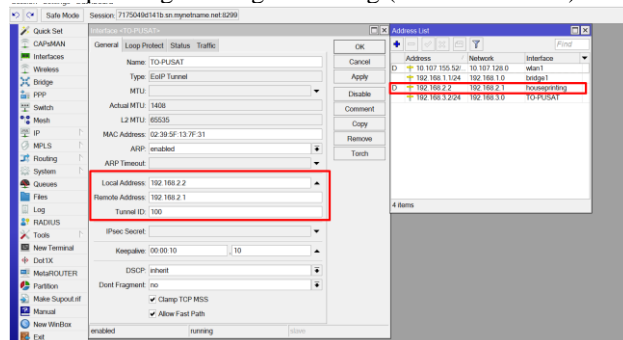 Safe Mode Session: 7175049d141b.sn.mynetname.net:8299
Quick Set
CAPsMAN
Interfaces
Wireless
Bridge
PPP
Switch
Mesh
IP
MPLS
Routing
System
Queues
Files
Log
RADIUS
Tools
New Terminal
Dot1X
MetaROUTER
Partition
Make Supout.rif
Manual
New WinBox
Exit
Interface <TO-PUSAT>
General Loop Protect Status Traffic
Name: TO-PUSAT
Type: EoIP Tunnel
MTU:
Actual MTU: 1408
L2 MTU: 65535
MAC Address: 02:39:5F:13:7F:31
ARP: enabled
ARP Timeout:
Local Address: 192.168.2.2
Remote Address: 192.168.2.1
Tunnel ID: 100
IPsec Secret:
Keepalive: 00:00:10 , 10
DSCP: inherit
Dont Fragment: no
Clamp TCP MSS
Allow Fast Path
enabled running slave
OK
Cancel
Apply
Disable
Comment
Copy
Remove
Torch
Address List
Find
Address Network Interface
D 10.107.155.52/ 10.107.128.0 wlan1
192.168.1.1/24 192.168.1.0 bridge1
D 192.168.2.2 192.168.2.1 houseprinting
192.168.3.2/24 192.168.3.0 TO-PUSAT
4 items